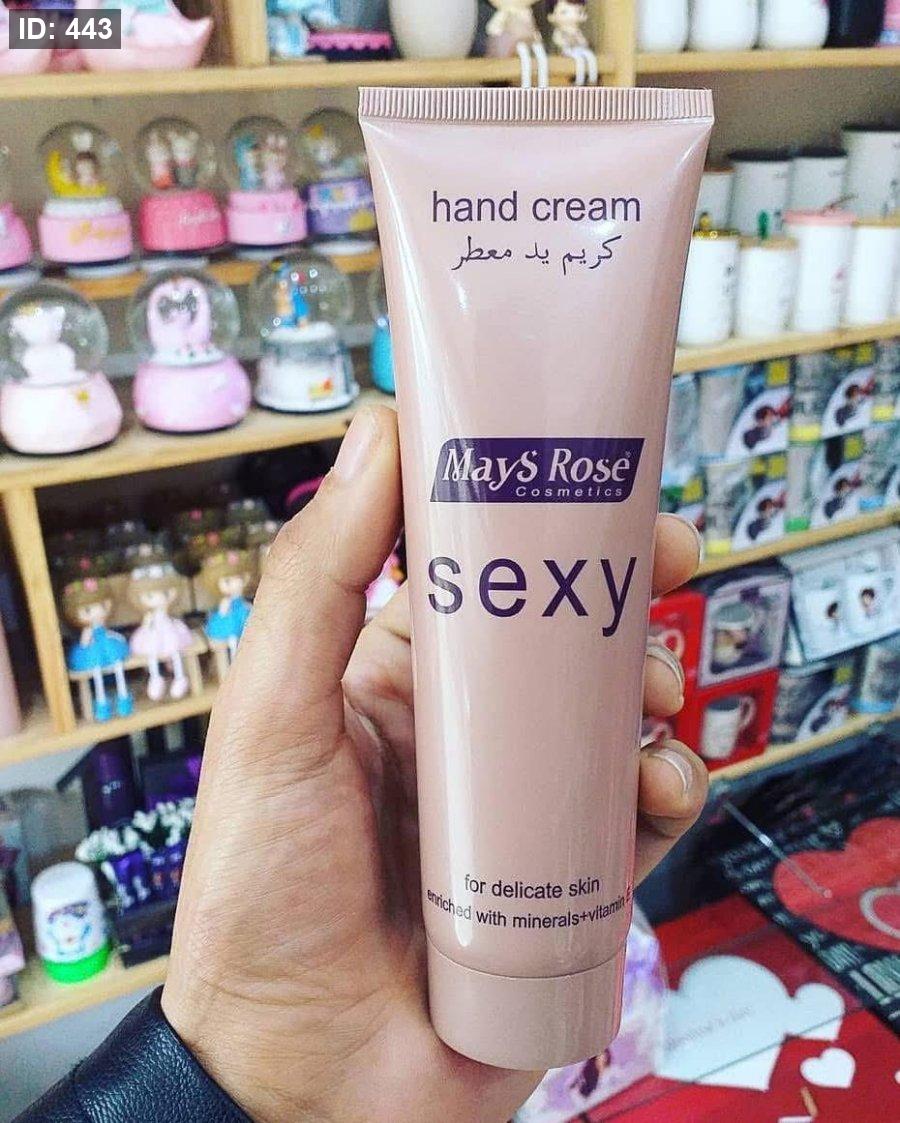 ID: 443
hand cream
كريم يد معطر
MayS Rose®
Cosmetics
sexy
for delicate skin
enriched with minerals+vitamin E